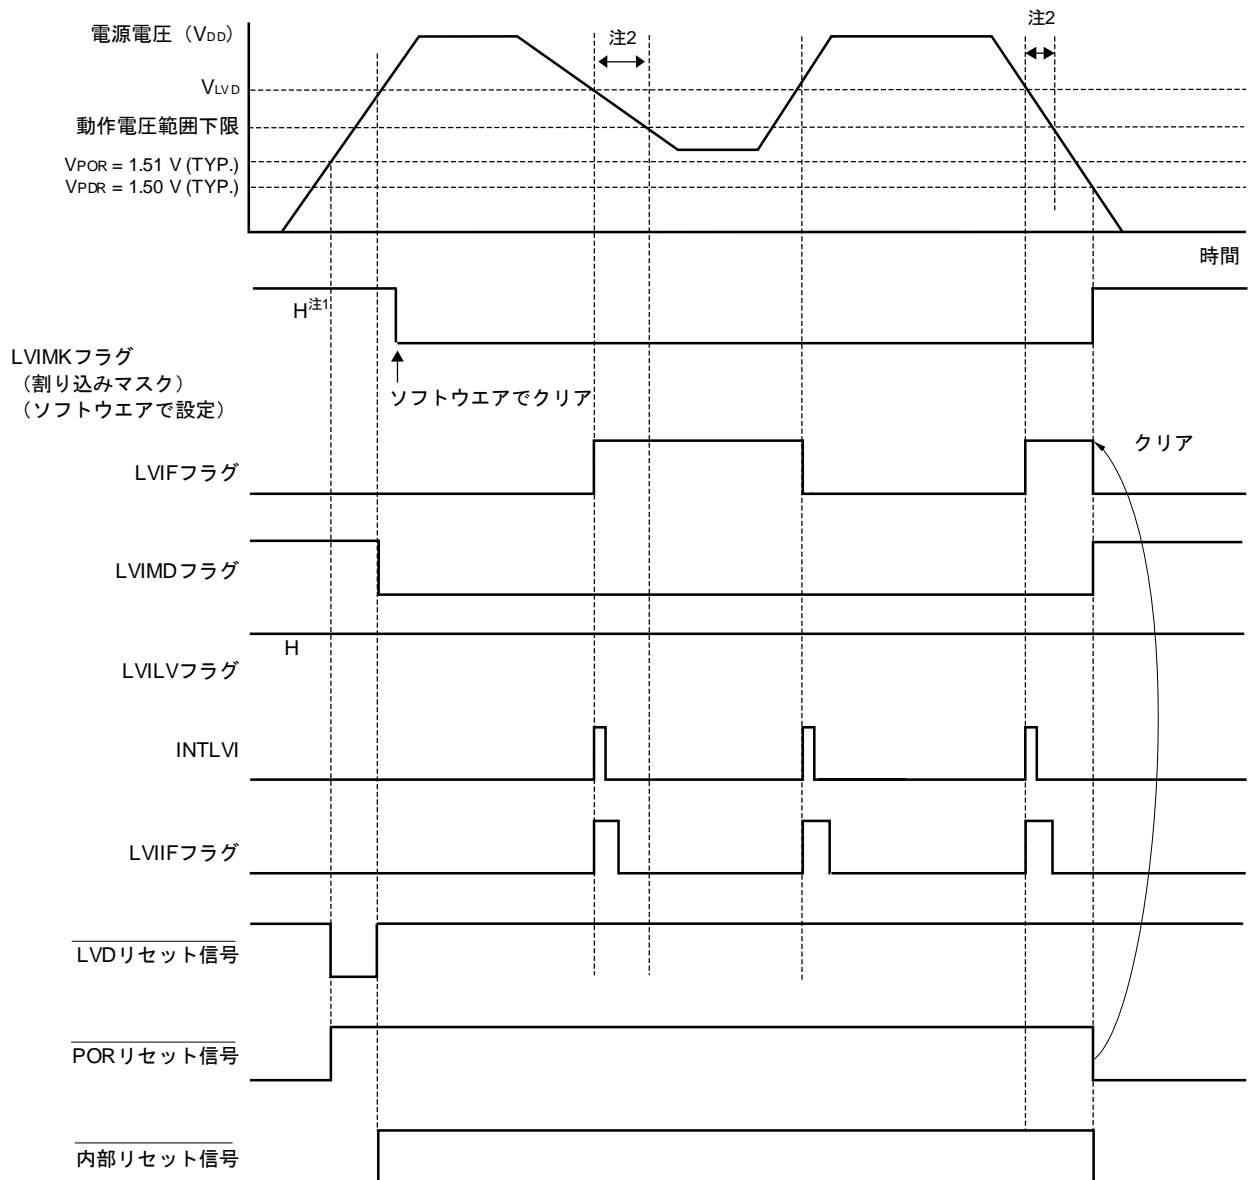 電源電圧（VDD）
注2
注2
VLVD
動作電圧範囲下限
VPOR = 1.51 V (TYP.)
VPDR = 1.50 V (TYP.)
時間
H注1
LVIMKフラグ
（割り込みマスク）
（ソフトウエアで設定）
ソフトウエアでクリア
クリア
LVIFフラグ
LVIMDフラグ
H
LVILVフラグ
INTLVI
LVIIFフラグ
LVDリセット信号
PORリセット信号
内部リセット信号